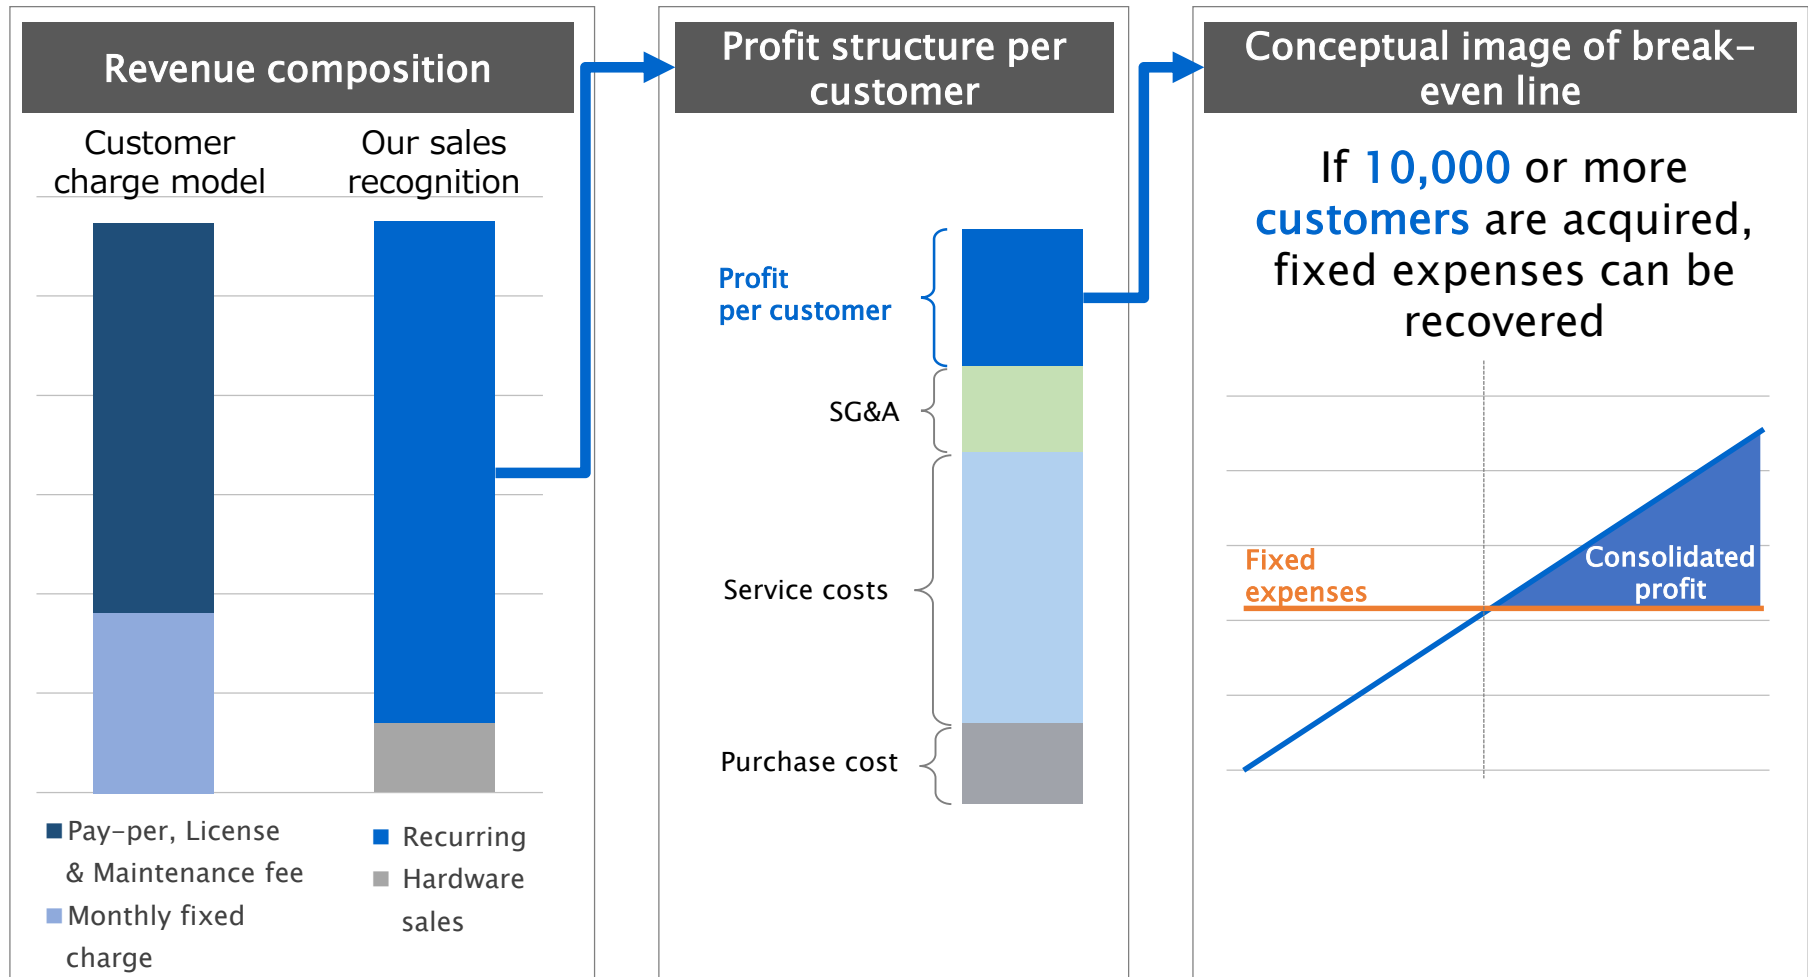 Revenue composition
Customer
charge model
Our sales
recognition
Pay-per, License
& Maintenance fee
Monthly fixed
charge
Recurring
Hardware
sales
Profit structure per
customer
Profit
per customer
SG&A
Service costs
Purchase cost
Conceptual image of break-
even line
If 10,000 or more
customers are acquired,
fixed expenses can be
recovered
Fixed
expenses
Consolidated
profit